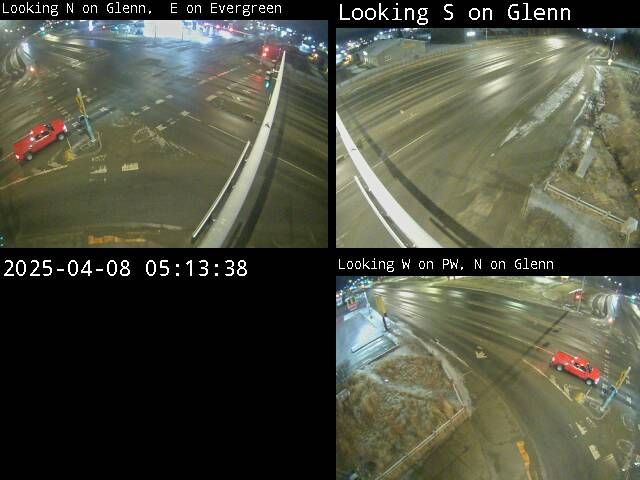 Looking N on Glenn,  E on Evergreen
Looking S on Glenn
2025-04-08 05:13:38
Looking W on PW, N on Glenn